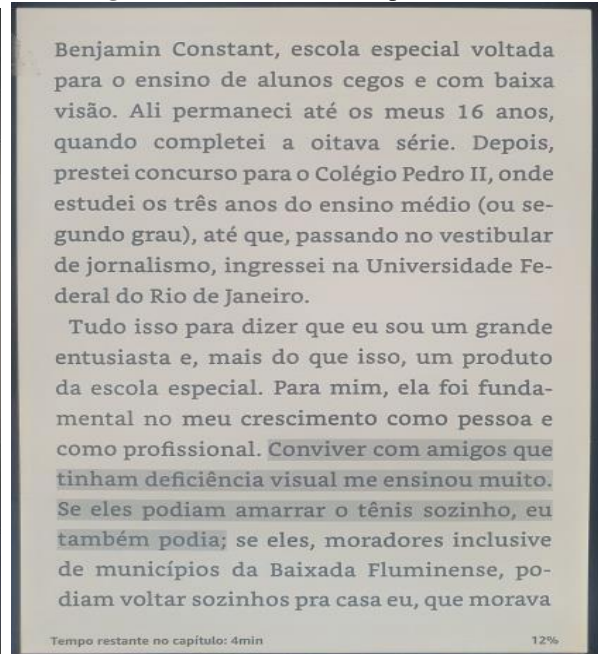 Benjamin Constant, escola especial voltada
para o ensino de alunos cegos e com baixa
visão. Ali permaneci até os meus 16 anos,
quando completei a oitava série. Depois,
prestei concurso para o Colégio Pedro II, onde
estudei os três anos do ensino médio (ou se-
gundo grau), até que, passando no vestibular
de jornalismo, ingressei na Universidade Fe-
deral do Rio de Janeiro.
Tudo isso para dizer que eu sou um grande
entusiasta e, mais do que isso, um produto
da escola especial. Para mim, ela foi funda-
mental no meu crescimento como pessoa e
como profissional. Conviver com amigos que
tinham deficiência visual me ensinou muito.
Se eles podiam amarrar o tênis sozinho, eu
também podia; se eles, moradores inclusive
de municípios da Baixada Fluminense, po-
diam voltar sozinhos pra casa eu, que morava
Tempo restante no capítulo: 4min 12%